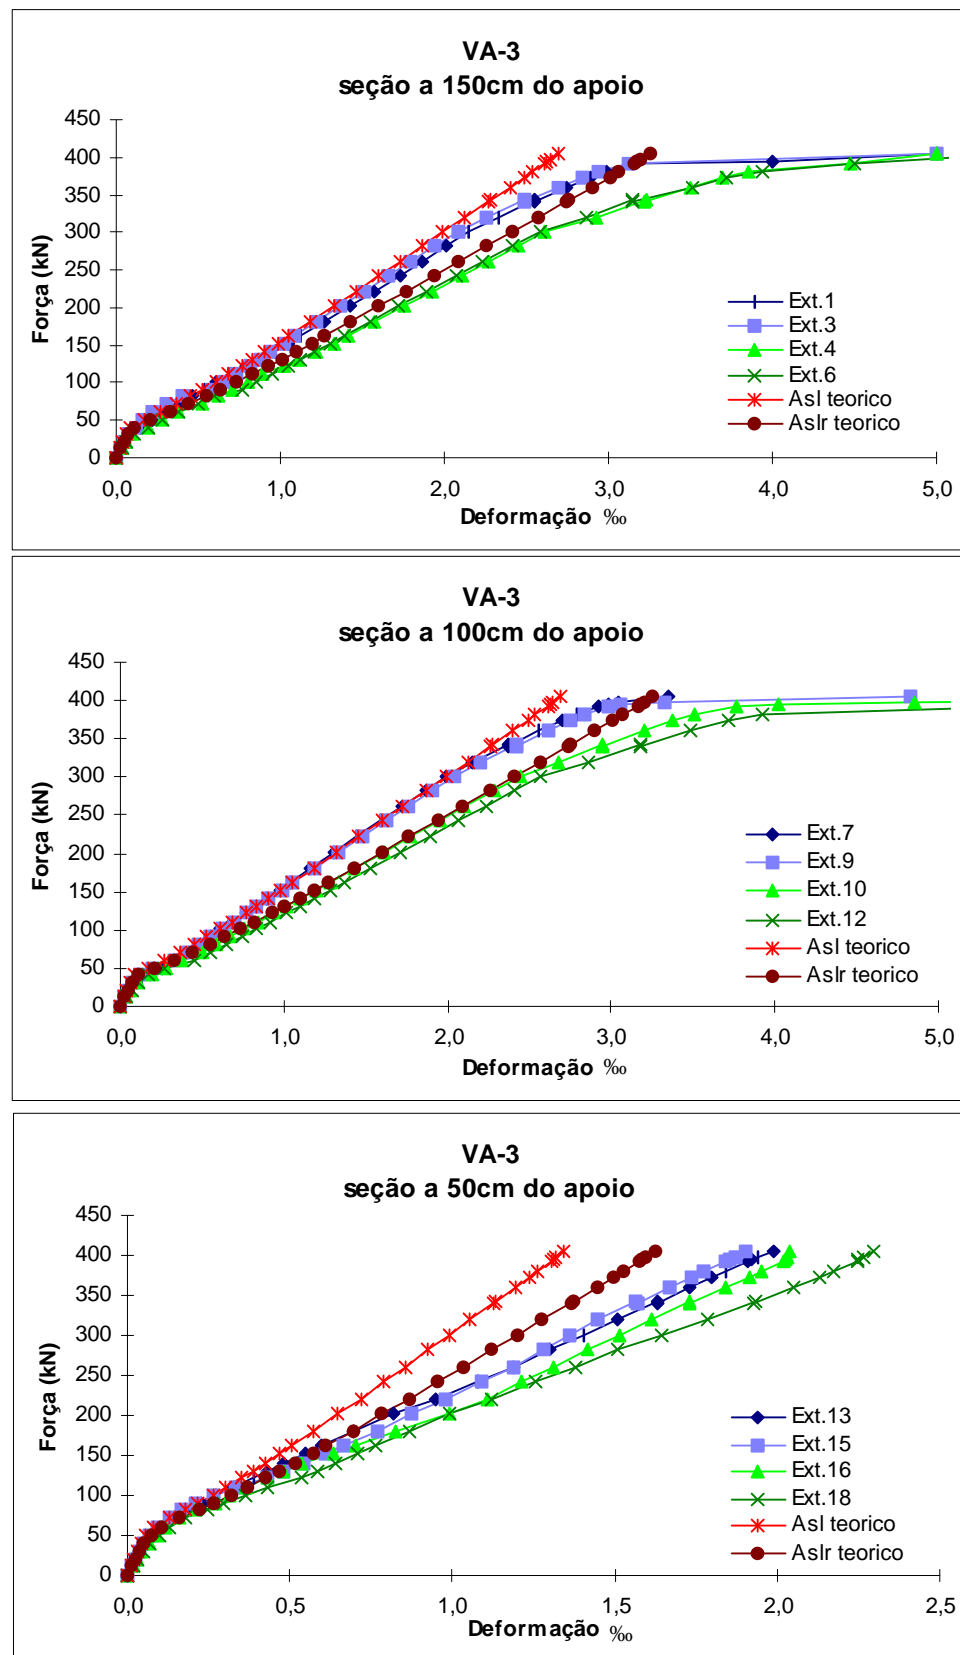 VA-3
seção a 150cm do apoio
450
400
350
300
250
200
150
100
50
0
Força (kN)
Ext.1
Ext.3
Ext.4
Ext.6
Asl teorico
Aslr teorico
0,0 1,0 2,0 3,0 4,0 5,0
Deformação ‰
VA-3
seção a 100cm do apoio
450
400
350
300
250
200
150
100
50
0
Força (kN)
Ext.7
Ext.9
Ext.10
Ext.12
Asl teorico
Aslr teorico
0,0 1,0 2,0 3,0 4,0 5,0
Deformação ‰
VA-3
seção a 50cm do apoio
450
400
350
300
250
200
150
100
50
0
Força (kN)
Ext.13
Ext.15
Ext.16
Ext.18
Asl teorico
Aslr teorico
0,0 0,5 1,0 1,5 2,0 2,5
Deformação ‰